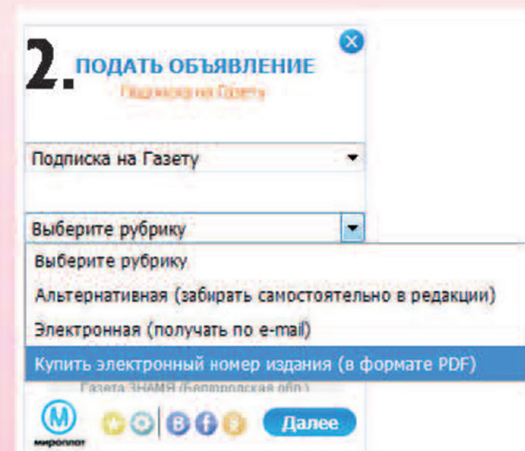 2. ПОДАТЬ ОБЪЯВЛЕНИЕ
Подписка на Газету
Подписка на Газету
Выберите рубрику
Выберите рубрику
Альтернативная (забирать самостоятельно в редакции)
Электронная (получать по e-mail)
Купить электронный номер издания (в формате PDF)
Газета ЗНАМЯ (Белгородская обл.)
М
В f
Далее
мироплат